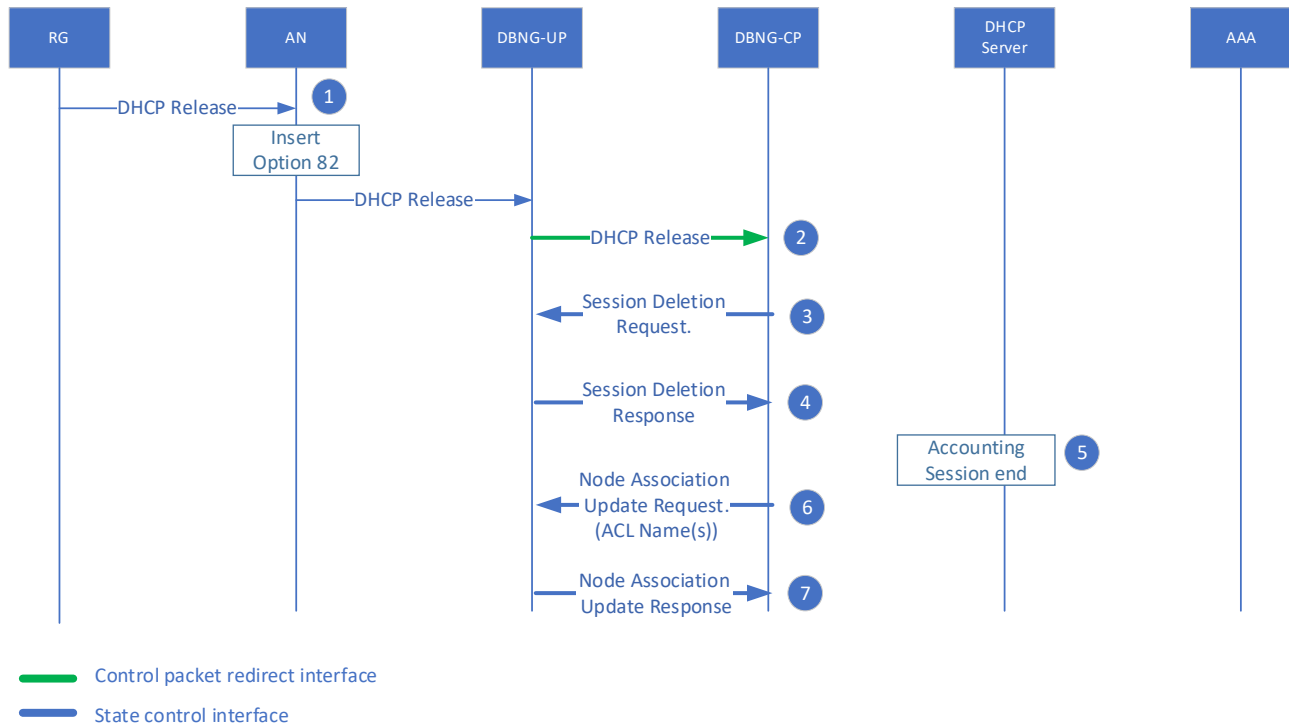 RG
AN
DBNG-UP
DBNG-CP
DHCP
Server
AAA
1
DHCP Release
Insert
Option 82
DHCP Release
DHCP Release
2
Session Deletion
Request.
3
Session Deletion
Response
4
Accounting
Session end
5
Node Association
Update Request.
(ACL Name(s))
6
Node Association
Update Response
7
Control packet redirect interface
State control interface